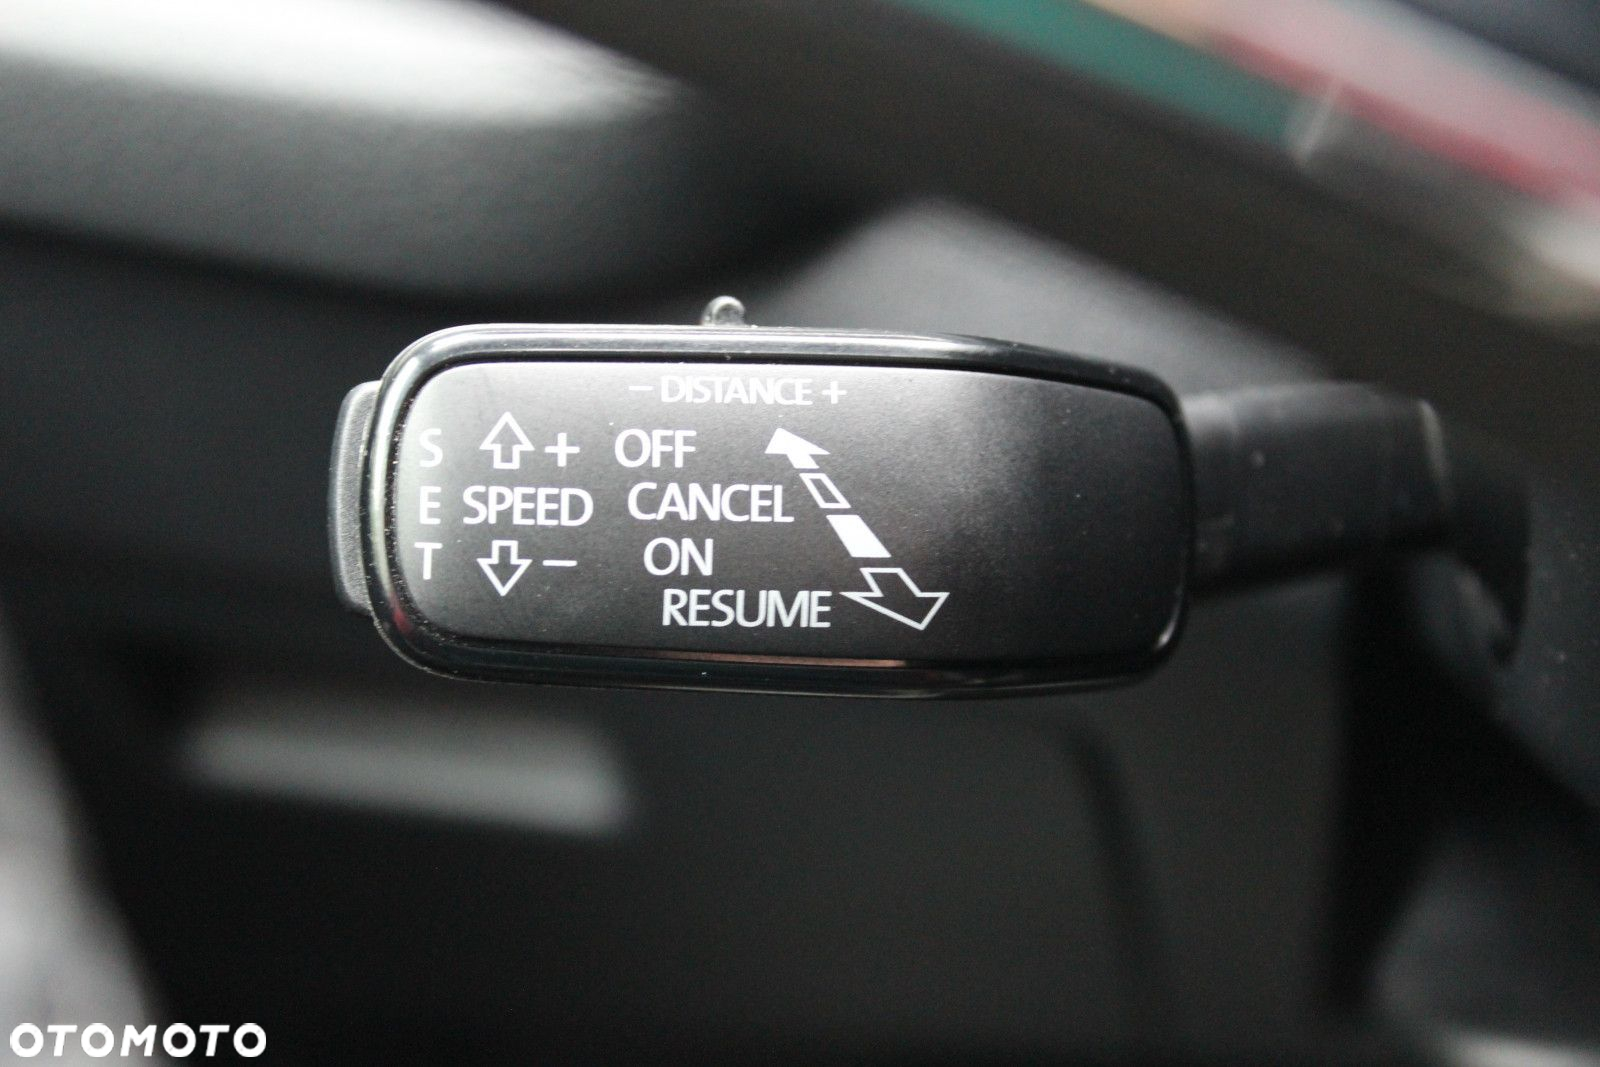 - DISTANCE +
S + OFF
E SPEED CANCEL
T - ON
RESUME
OTOMOTO